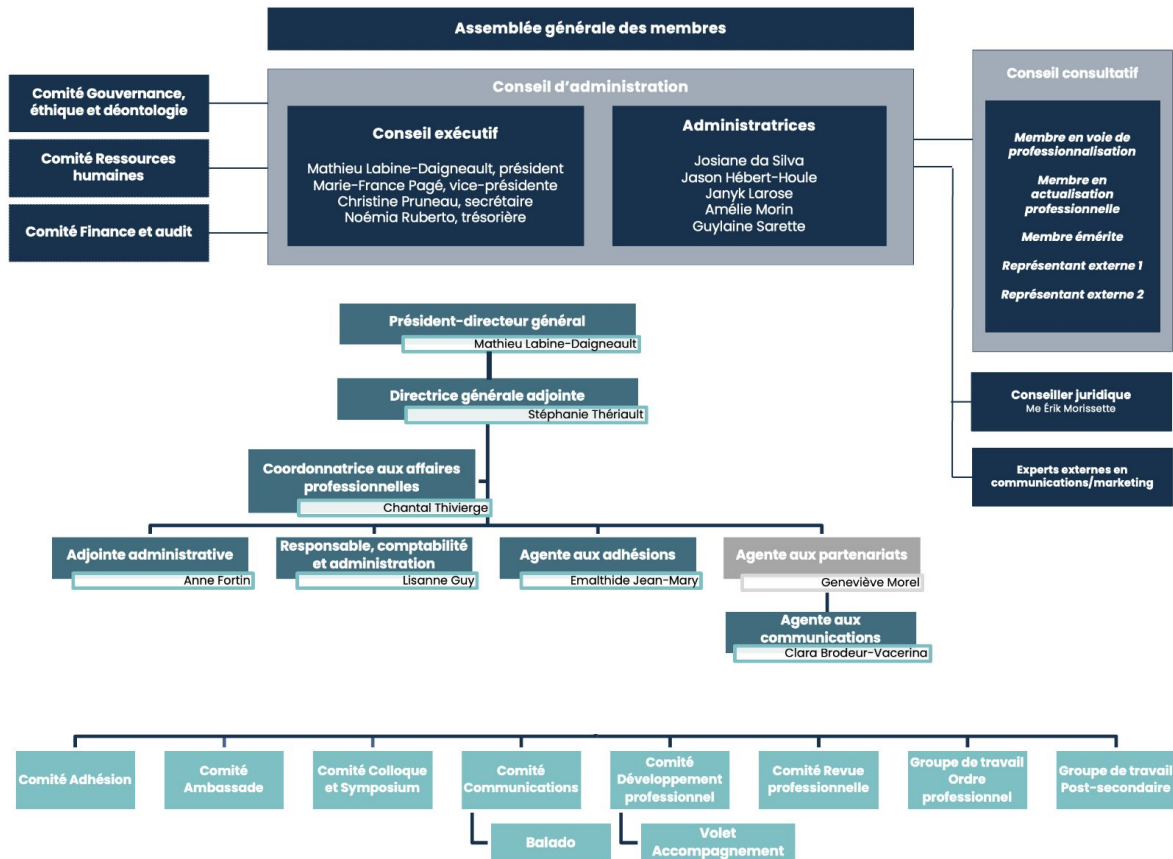 Assemblée générale des membres
Comité Gouvernance,
éthique et déontologie
Comité Ressources
humaines
Comité Finance et audit
Conseil d'administration
Conseil exécutif
Mathieu Labine-Daigneault, président
Marie-France Pagé, vice-présidente
Christine Pruneau, secrétaire
Noémia Ruberto, trésorière
Administratrices
Josiane da Silva
Jason Hébert-Houle
Janyk Larose
Amélie Morin
Guylaine Sarette
Conseil consultatif
Membre en voie de
professionnalisation
Membre en
actualisation
professionnelle
Membre émérite
Représentant externe 1
Représentant externe 2
Conseiller juridique
Me Érik Morissette
Experts externes en
communications/marketing
Président-directeur général
Mathieu Labine-Daigneault
Directrice générale adjointe
Stéphanie Thériault
Coordonnatrice aux affaires
professionnelles
Chantal Thivierge
Adjointe administrative
Anne Fortin
Responsable, comptabilité
et administration
Lisanne Guy
Agente aux adhésions
Emalthide Jean-Mary
Agente aux partenariats
Geneviève Morel
Agente aux
communications
Clara Brodeur-Vacerina
Comité Adhésion
Comité
Ambassade
Comité Colloque
et Symposium
Comité
Communications
Balado
Comité
Développement
professionnel
Volet
Accompagnement
Comité Revue
professionnelle
Groupe de travail
Ordre
professionnel
Groupe de travail
Post-secondaire